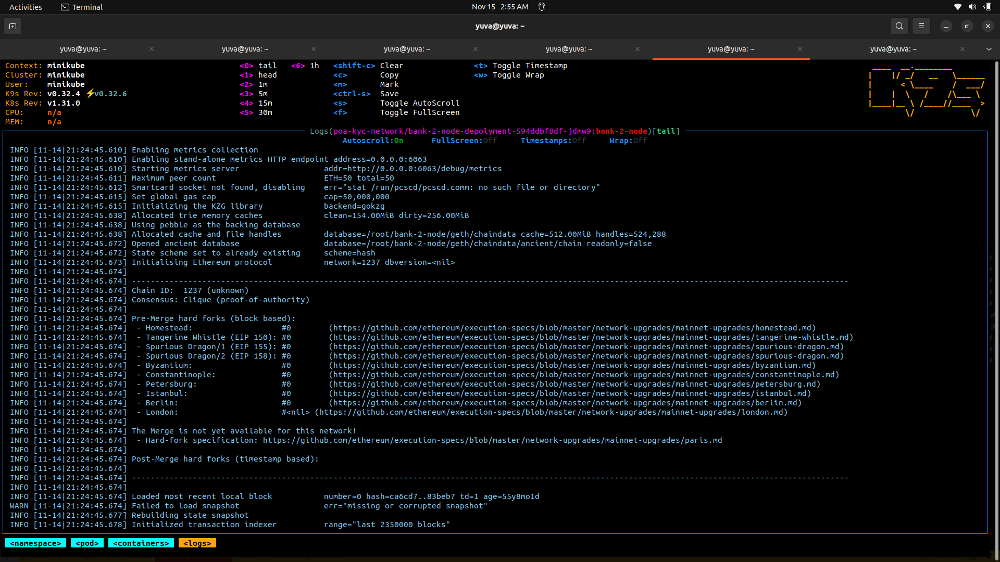 Activities Terminal Nov 15 2:55 AM
yuva@yuva: ~
yuva@yuva: ~ × yuva@yuva: ~ × yuva@yuva: ~ × yuva@yuva: ~ × yuva@yuva: ~ × yuva@yuva: ~ ×
Context: minikube <0> tail <6> 1h <shift-c> Clear <t> Toggle Timestamp
Cluster: minikube <1> head <c> Copy <w> Toggle Wrap
User: minikube <2> 1m <m> Mark
K9s Rev: v0.32.4 ⚡v0.32.6 <3> 5m <ctrl-s> Save
K8s Rev: v1.31.0 <4> 15m <s> Toggle AutoScroll
CPU: n/a <5> 30m <f> Toggle FullScreen
MEM: n/a
Logs(poa-kyc-network/bank-2-node-depolyment-594ddbf8df-jdmw9:bank-2-node)[tail]
Autoscroll:On FullScreen:Off Timestamps:Off Wrap:Off
INFO [11-14|21:24:45.610] Enabling metrics collection
INFO [11-14|21:24:45.610] Enabling stand-alone metrics HTTP endpoint address=0.0.0.0:6063
INFO [11-14|21:24:45.610] Starting metrics server addr=http://0.0.0.0:6063/debug/metrics
INFO [11-14|21:24:45.611] Maximum peer count ETH=50 total=50
INFO [11-14|21:24:45.612] Smartcard socket not found, disabling err="stat /run/pcscd/pcscd.comm: no such file or directory"
INFO [11-14|21:24:45.615] Set global gas cap cap=50,000,000
INFO [11-14|21:24:45.615] Initializing the KZG library backend=gokzg
INFO [11-14|21:24:45.638] Allocated trie memory caches clean=154.00MiB dirty=256.00MiB
INFO [11-14|21:24:45.638] Using pebble as the backing database
INFO [11-14|21:24:45.638] Allocated cache and file handles database=/root/bank-2-node/geth/chaindata cache=512.00MiB handles=524,288
INFO [11-14|21:24:45.672] Opened ancient database database=/root/bank-2-node/geth/chaindata/ancient/chain readonly=false
INFO [11-14|21:24:45.672] State scheme set to already existing scheme=hash
INFO [11-14|21:24:45.673] Initialising Ethereum protocol network=1237 dbversion=<nil>
INFO [11-14|21:24:45.674]
INFO [11-14|21:24:45.674] ---------------------------------------------------------------------------------------------------------------------------------------------------------
INFO [11-14|21:24:45.674] Chain ID: 1237 (unknown)
INFO [11-14|21:24:45.674] Consensus: Clique (proof-of-authority)
INFO [11-14|21:24:45.674]
INFO [11-14|21:24:45.674] Pre-Merge hard forks (block based):
INFO [11-14|21:24:45.674] - Homestead: #0 (https://github.com/ethereum/execution-specs/blob/master/network-upgrades/mainnet-upgrades/homestead.md)
INFO [11-14|21:24:45.674] - Tangerine Whistle (EIP 150): #0 (https://github.com/ethereum/execution-specs/blob/master/network-upgrades/mainnet-upgrades/tangerine-whistle.md)
INFO [11-14|21:24:45.674] - Spurious Dragon/1 (EIP 155): #0 (https://github.com/ethereum/execution-specs/blob/master/network-upgrades/mainnet-upgrades/spurious-dragon.md)
INFO [11-14|21:24:45.674] - Spurious Dragon/2 (EIP 158): #0 (https://github.com/ethereum/execution-specs/blob/master/network-upgrades/mainnet-upgrades/spurious-dragon.md)
INFO [11-14|21:24:45.674] - Byzantium: #0 (https://github.com/ethereum/execution-specs/blob/master/network-upgrades/mainnet-upgrades/byzantium.md)
INFO [11-14|21:24:45.674] - Constantinople: #0 (https://github.com/ethereum/execution-specs/blob/master/network-upgrades/mainnet-upgrades/constantinople.md)
INFO [11-14|21:24:45.674] - Petersburg: #0 (https://github.com/ethereum/execution-specs/blob/master/network-upgrades/mainnet-upgrades/petersburg.md)
INFO [11-14|21:24:45.674] - Istanbul: #0 (https://github.com/ethereum/execution-specs/blob/master/network-upgrades/mainnet-upgrades/istanbul.md)
INFO [11-14|21:24:45.674] - Berlin: #0 (https://github.com/ethereum/execution-specs/blob/master/network-upgrades/mainnet-upgrades/berlin.md)
INFO [11-14|21:24:45.674] - London: #<nil> (https://github.com/ethereum/execution-specs/blob/master/network-upgrades/mainnet-upgrades/london.md)
INFO [11-14|21:24:45.674]
INFO [11-14|21:24:45.674] The Merge is not yet available for this network!
INFO [11-14|21:24:45.674] - Hard-fork specification: https://github.com/ethereum/execution-specs/blob/master/network-upgrades/mainnet-upgrades/paris.md
INFO [11-14|21:24:45.674]
INFO [11-14|21:24:45.674] Post-Merge hard forks (timestamp based):
INFO [11-14|21:24:45.674]
INFO [11-14|21:24:45.674] ---------------------------------------------------------------------------------------------------------------------------------------------------------
INFO [11-14|21:24:45.674]
INFO [11-14|21:24:45.674] Loaded most recent local block number=0 hash=ca6cd7..83beb7 td=1 age=55y8mo1d
WARN [11-14|21:24:45.674] Failed to load snapshot err="missing or corrupted snapshot"
INFO [11-14|21:24:45.677] Rebuilding state snapshot
INFO [11-14|21:24:45.678] Initialized transaction indexer range="last 2350000 blocks"
<namespace> <pod> <containers> <logs>